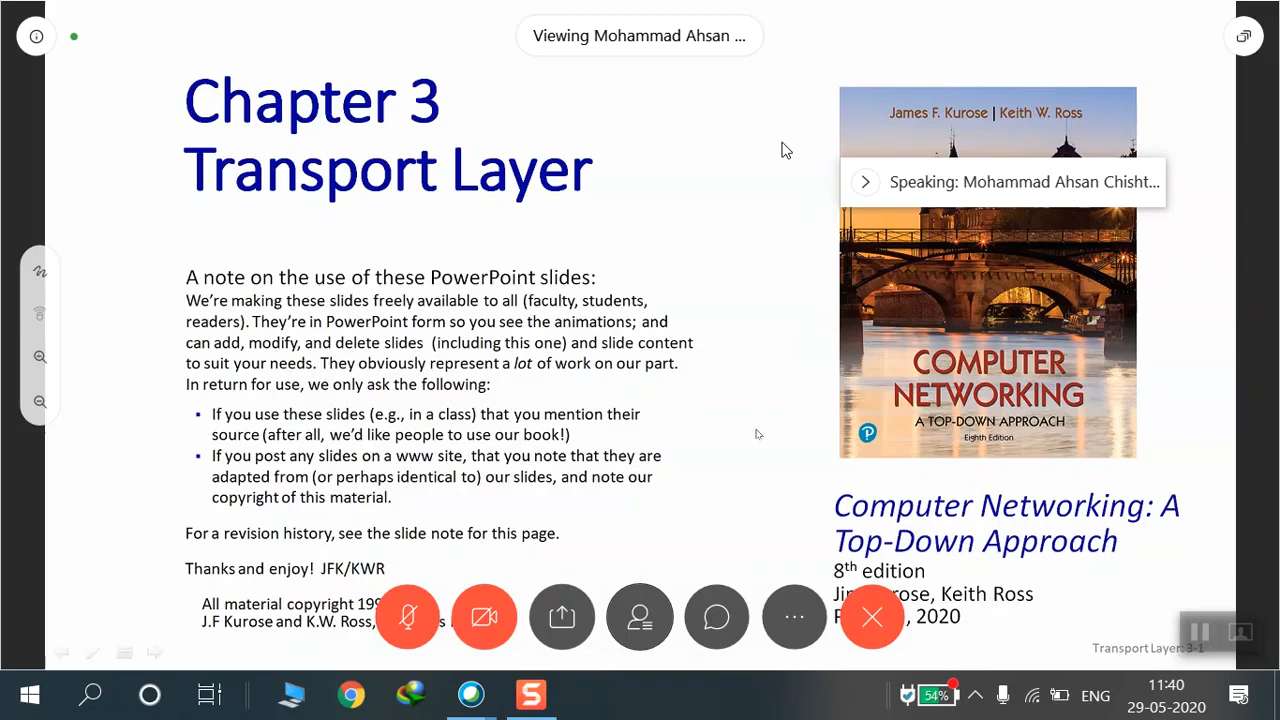 Viewing Mohammad Ahsan ...
Chapter 3
Transport Layer
James F. Kurose | Keith W. Ross
Speaking: Mohammad Ahsan Chisht...
A note on the use of these PowerPoint slides:
We’re making these slides freely available to all (faculty, students,
readers). They’re in PowerPoint form so you see the animations; and
can add, modify, and delete slides (including this one) and slide content
to suit your needs. They obviously represent a lot of work on our part.
In return for use, we only ask the following:
▪ If you use these slides (e.g., in a class) that you mention their
source (after all, we’d like people to use our book!)
▪ If you post any slides on a www site, that you note that they are
adapted from (or perhaps identical to) our slides, and note our
copyright of this material.
For a revision history, see the slide note for this page.
Thanks and enjoy! JFK/KWR
All material copyright
J.F Kurose and K.W. Ross,
COMPUTER
NETWORKING
A TOP-DOWN APPROACH
Eighth Edition
Computer Networking: A
Top-Down Approach
8th edition
Keith Ross
2020
Transport Layer: 3-1
54%
ENG
11:40
29-05-2020